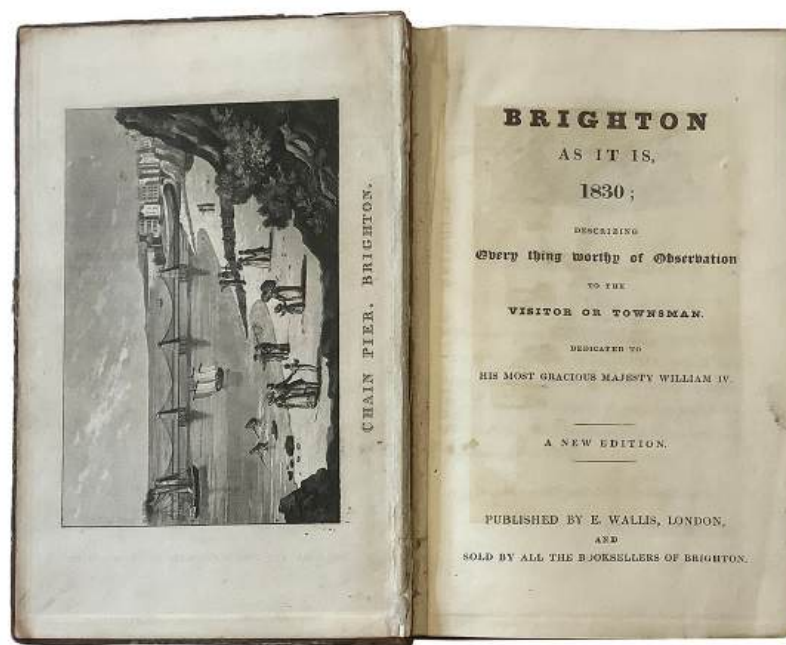 CHAIN PIER. BRIGHTON.
BRIGHTON
AS IT IS,
1830;
DESCRIBING
Every thing worthy of Observation
TO THE
VISITOR OR TOWNSMAN.
DEDICATED TO
HIS MOST GRACIOUS MAJESTY WILLIAM IV.
A NEW EDITION.
PUBLISHED BY E. WALLIS, LONDON,
AND
SOLD BY ALL THE BOOKSELLERS OF BRIGHTON.